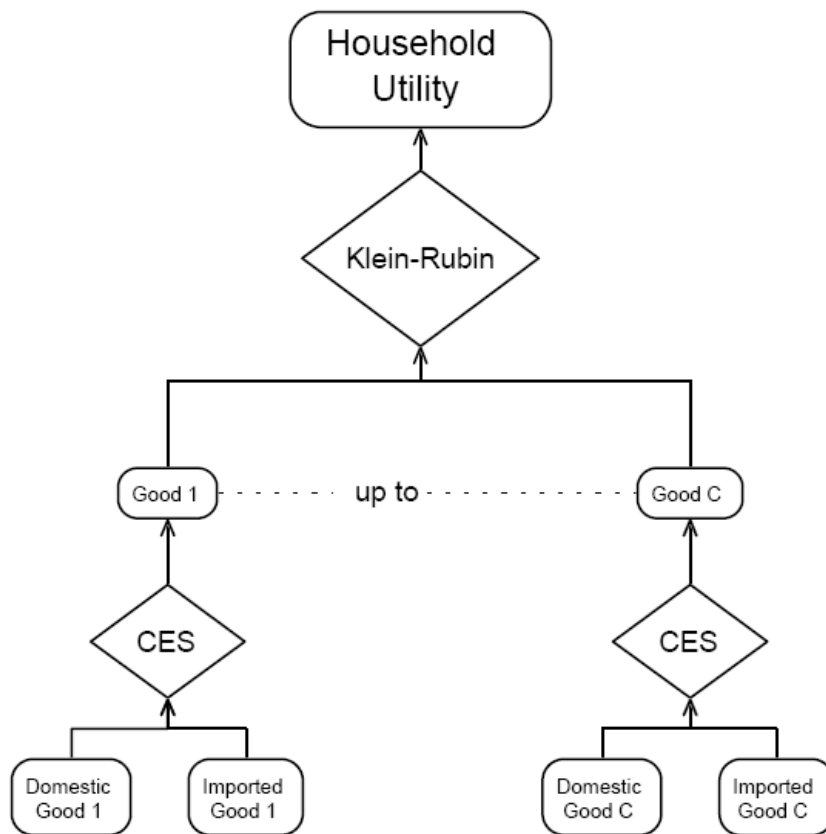 Household
Utility
Klein-Rubin
Good 1
up to
Good C
CES
CES
Domestic
Good 1
Imported
Good 1
Domestic
Good C
Imported
Good C